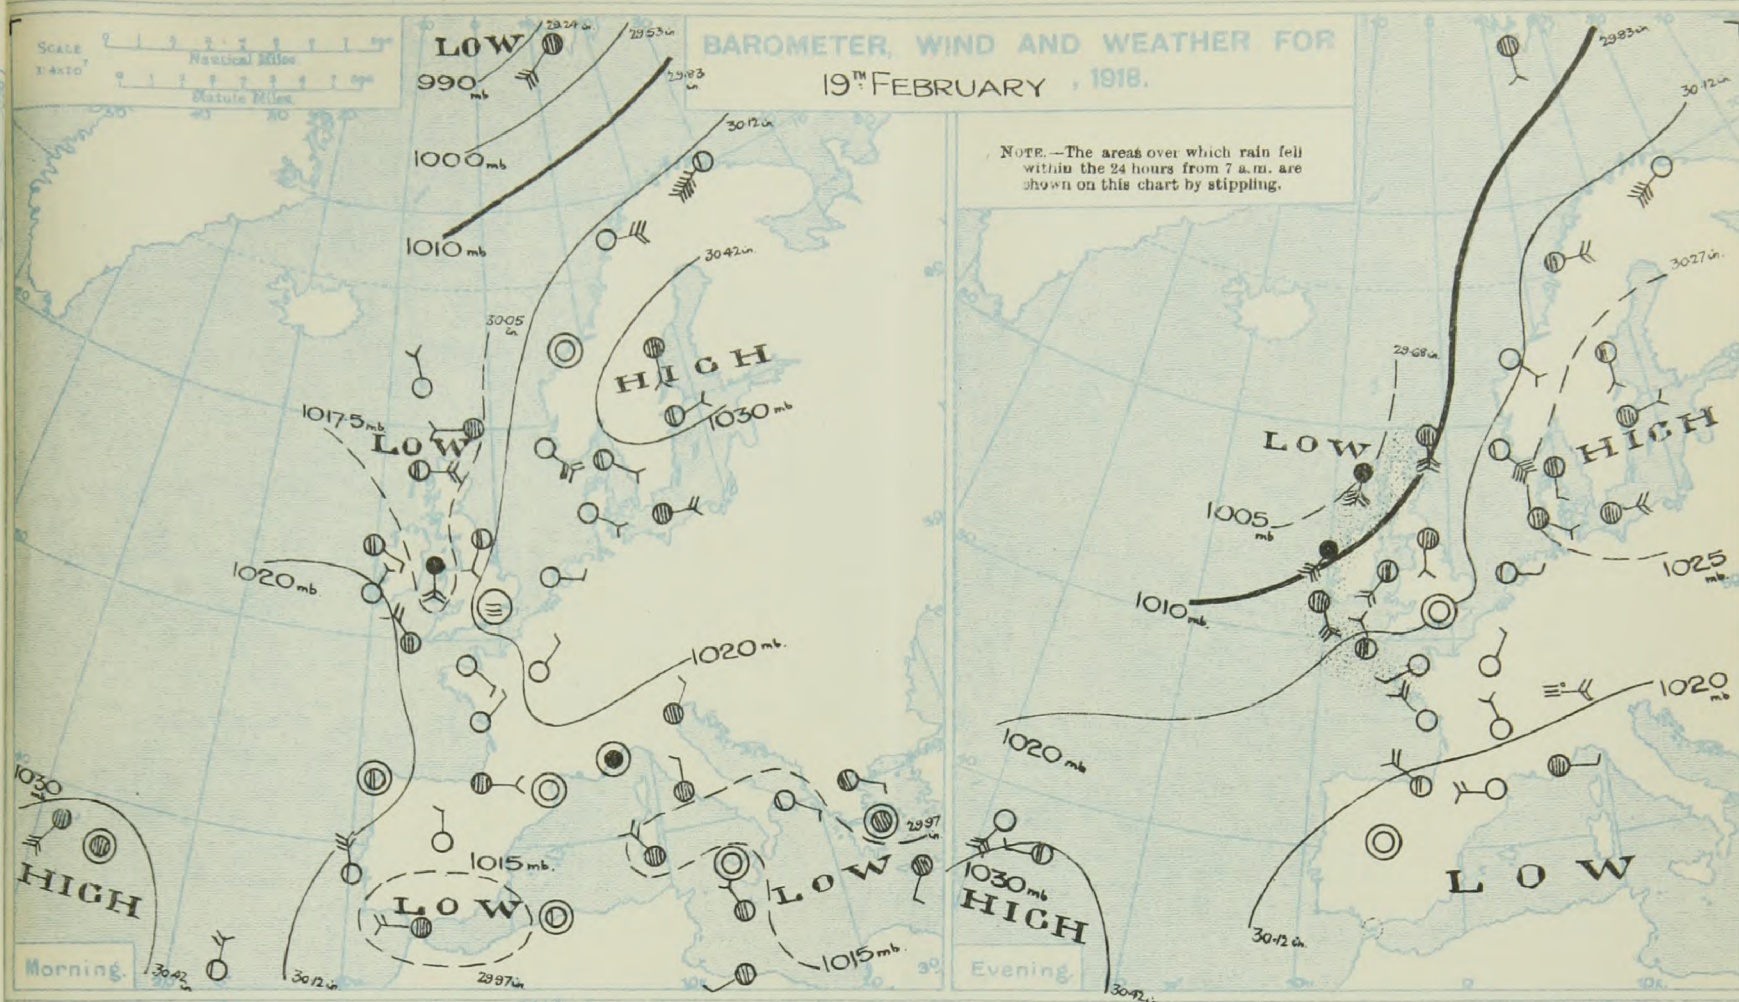 SCALE
Nautical Miles
Statute Miles
BAROMETER, WIND AND WEATHER FOR
19TH FEBRUARY, 1918.
NOTE.—The areas over which rain fell
within the 24 hours from 7 a.m. are
shown on this chart by stippling.
LOW
29·24 in
29·53 in
990 mb
29·83 in
1000 mb
30·12 in
1010 mb
30·42 in
30·05 in
HIGH
1030 mb
1017·5 mb
LOW
1020 mb
1020 mb.
1030
HIGH
1015 mb.
LOW
29·97 in
LOW
1015 mb.
30·42 in
30·12 in
29·97 in
Morning.
29·83 in
30·12 in
30·27 in.
29·68 in
LOW
HIGH
1005 mb
1025 mb.
1010 mb.
1020 mb
1020 mb
1030 mb
HIGH
LOW
30·12 in
30·42 in
Evening